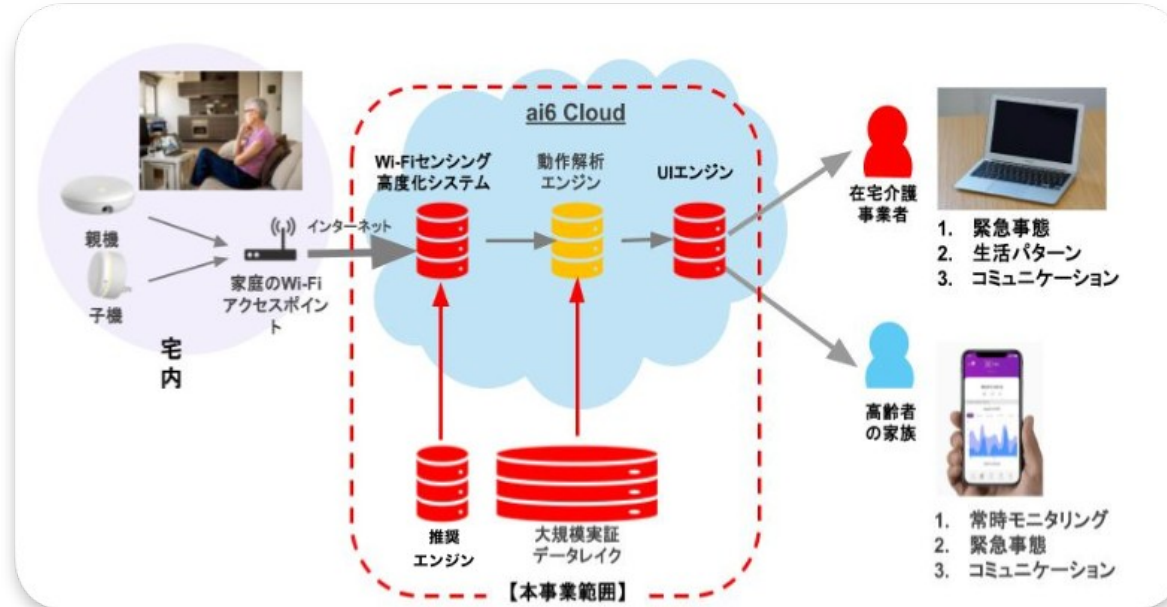 ai6 Cloud
Wi-Fiセンシング
高度化システム
動作解析
エンジン
UIエンジン
親機
子機
インターネット
家庭のWi-Fi
アクセスポイン
ト
宅
内
推奨
エンジン
大規模実証
データレイク
【本事業範囲】
在宅介護
事業者
1. 緊急事態
2. 生活パターン
3. コミュニケーション
高齢者
の家族
1. 常時モニタリング
2. 緊急事態
3. コミュニケーション